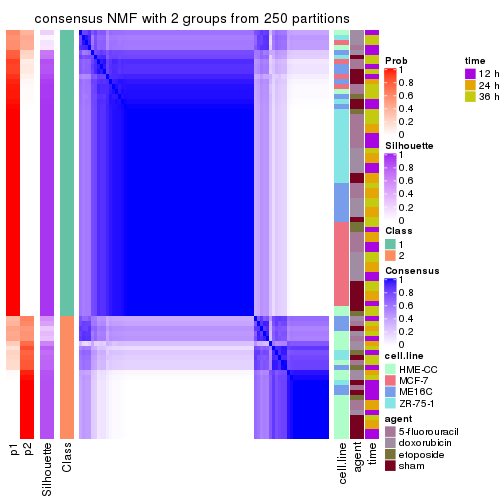 consensus NMF with 2 groups from 250 partitions
p1
p2
Silhouette
Class
cell.line
agent
time
Prob
1
0.8
0.6
0.4
0.2
0
Silhouette
1
0.8
0.6
0.4
0.2
0
Class
1
2
Consensus
1
0.8
0.6
0.4
0.2
0
cell.line
HME-CC
MCF-7
ME16C
ZR-75-1
agent
5-fluorouracil
doxorubicin
etoposide
sham
time
12 h
24 h
36 h